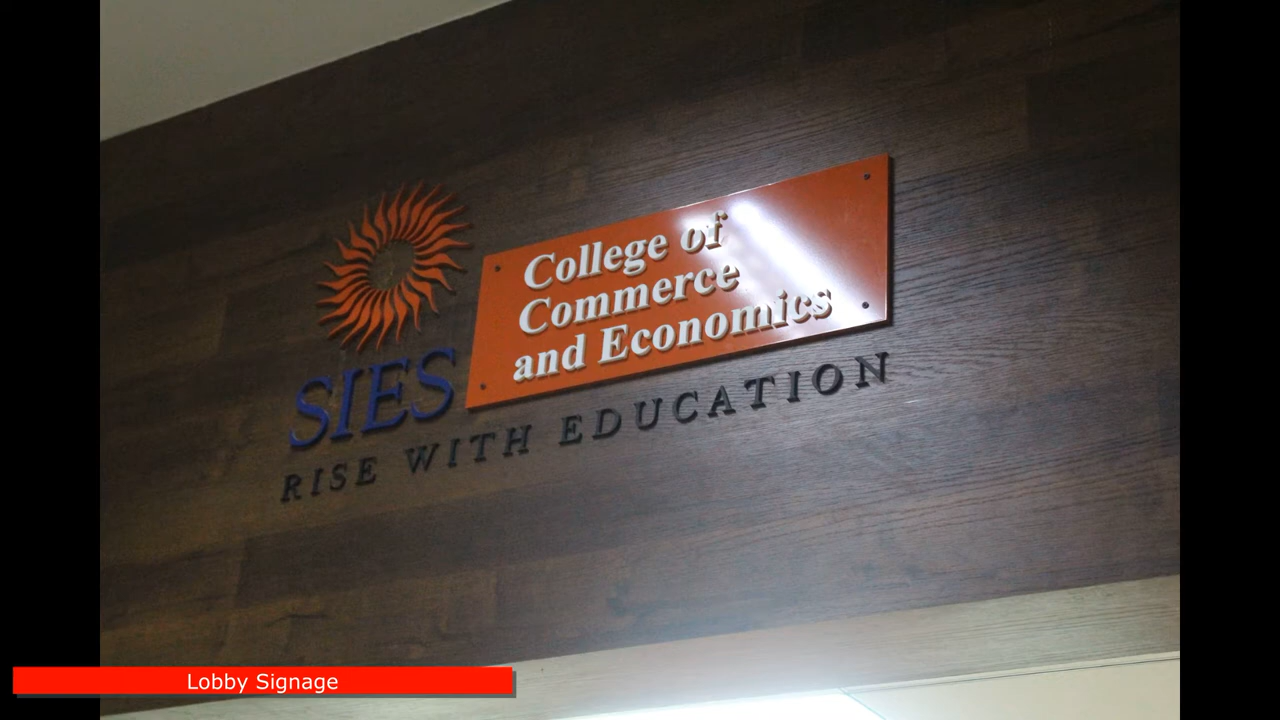 College of
Commerce
and Economics
SIES
RISE WITH EDUCATION
Lobby Signage